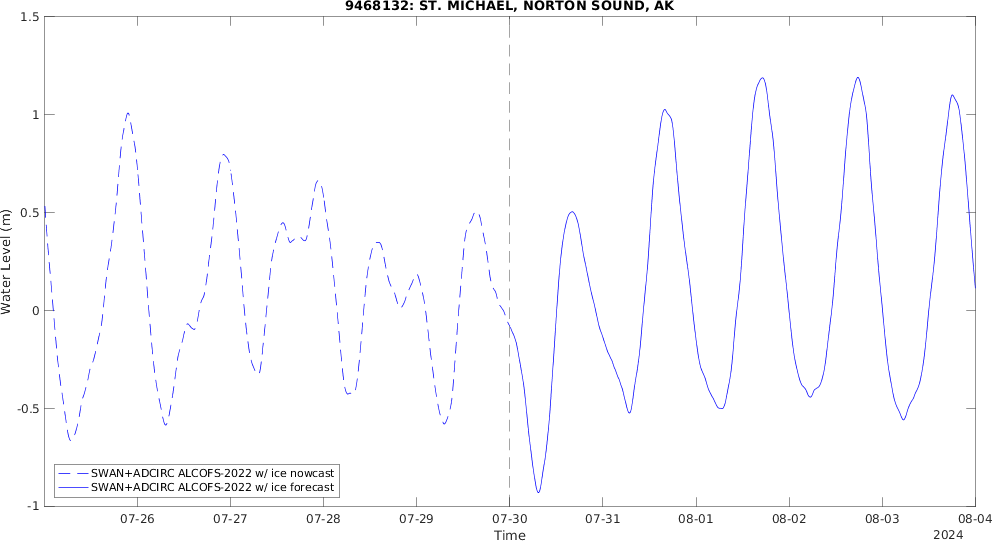 9468132: ST. MICHAEL, NORTON SOUND, AK
1.5
1
0.5
0
-0.5
-1
Water Level (m)
SWAN+ADCIRC ALCOFS-2022 w/ ice nowcast
SWAN+ADCIRC ALCOFS-2022 w/ ice forecast
07-26 07-27 07-28 07-29 07-30 07-31 08-01 08-02 08-03 08-04
Time
2024